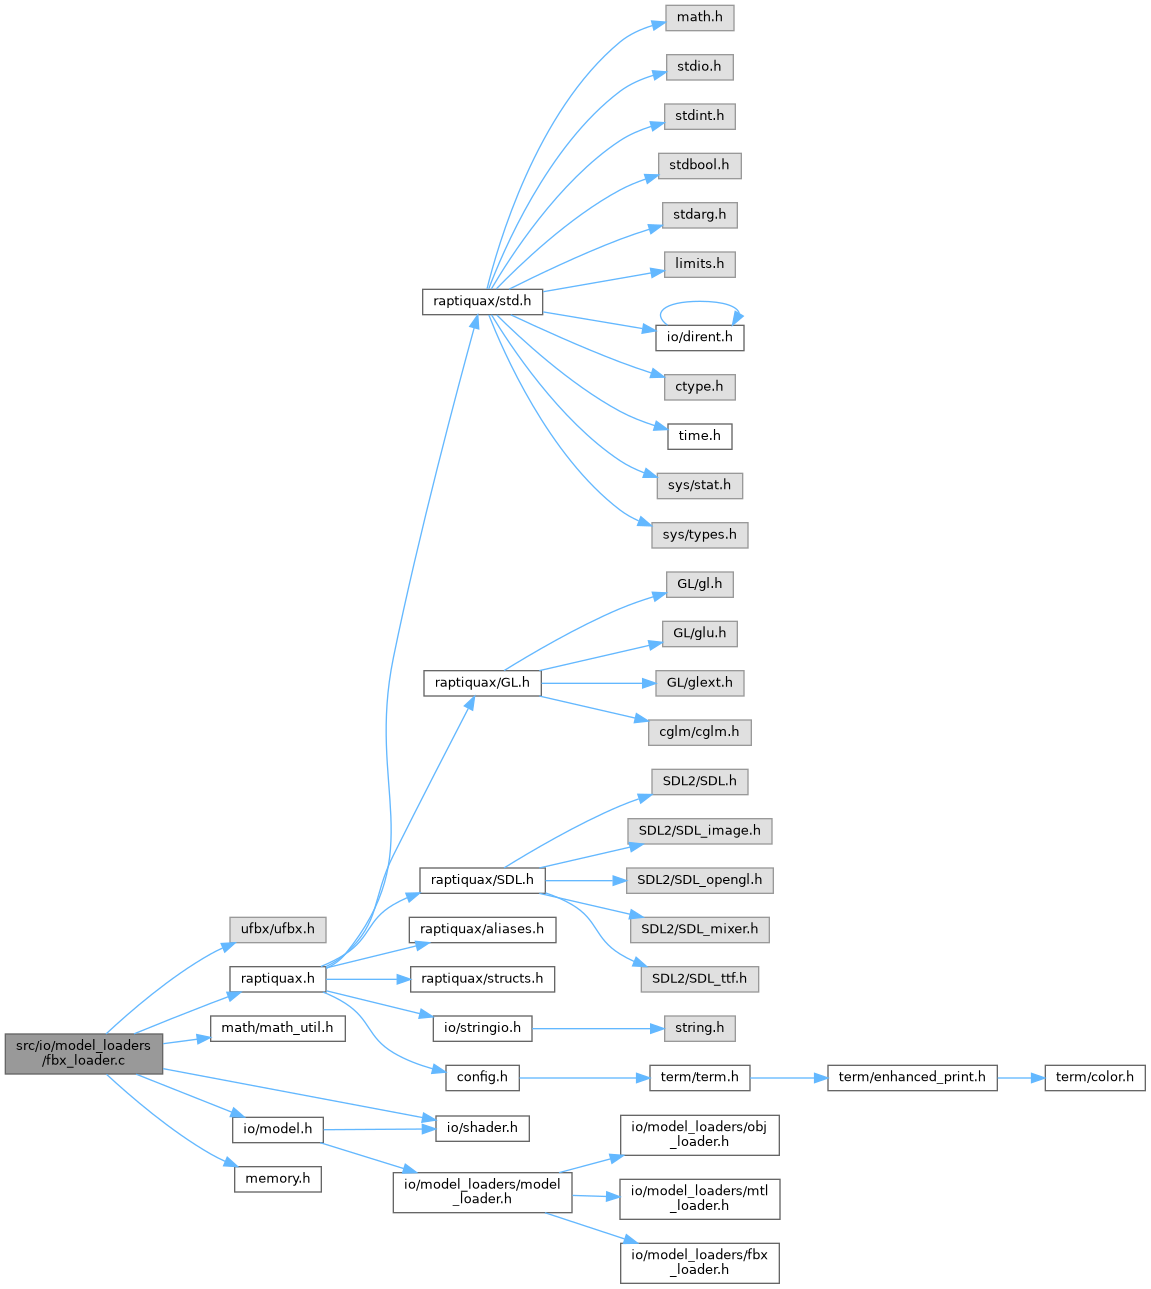 math.h
stdio.h
stdint.h
stdbool.h
stdarg.h
limits.h
raptiquax/std.h
io/dirent.h
ctype.h
time.h
sys/stat.h
sys/types.h
GL/gl.h
GL/glu.h
raptiquax/GL.h
GL/glext.h
cglm/cglm.h
SDL2/SDL.h
SDL2/SDL_image.h
raptiquax/SDL.h
SDL2/SDL_opengl.h
ufbx/ufbx.h
raptiquax/aliases.h
SDL2/SDL_mixer.h
raptiquax.h
raptiquax/structs.h
SDL2/SDL_ttf.h
math/math_util.h
io/stringio.h
string.h
src/io/model_loaders
/fbx_loader.c
config.h
term/term.h
term/enhanced_print.h
term/color.h
io/model.h
io/shader.h
io/model_loaders/obj
_loader.h
memory.h
io/model_loaders/model
_loader.h
io/model_loaders/mtl
_loader.h
io/model_loaders/fbx
_loader.h